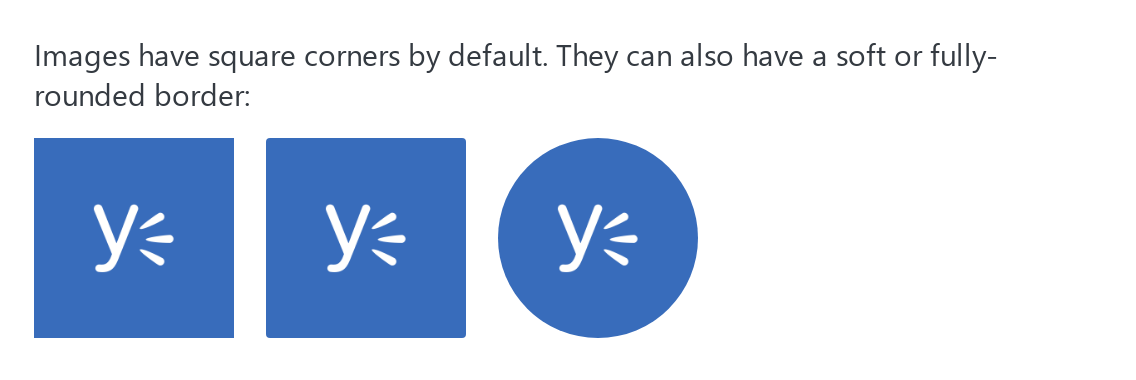 Images have square corners by default. They can also have a soft or fully-
rounded border:
y y y